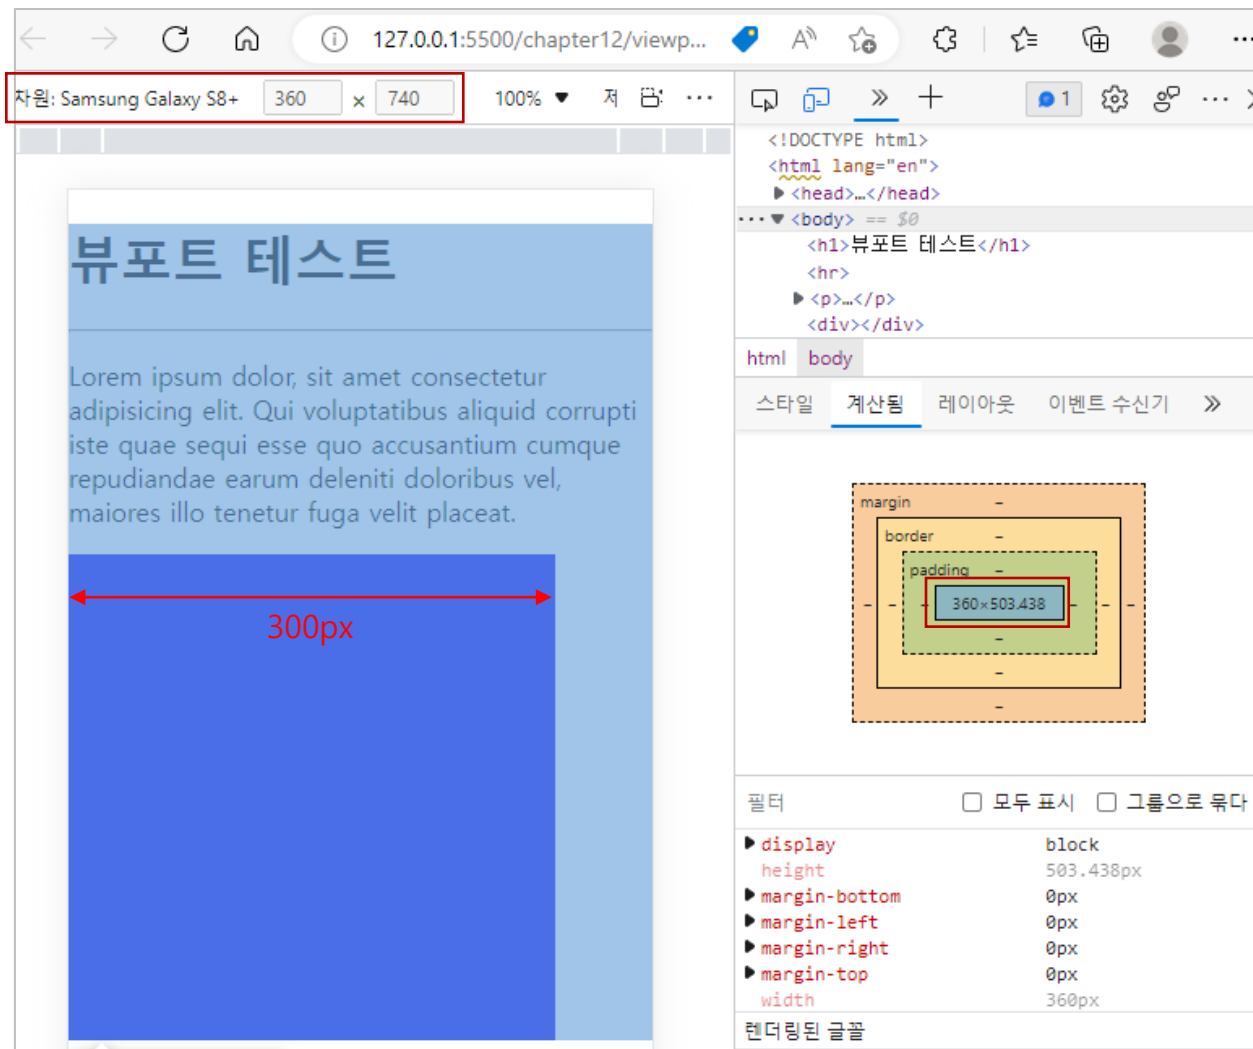 127.0.0.1:5500/chapter12/viewp...
차원: Samsung Galaxy S8+ 360 × 740 100% ▼ 저
1
<!DOCTYPE html>
<html lang="en">
<head>…</head>
<body> == $0
<h1>뷰포트 테스트</h1>
<hr>
<p>…</p>
<div></div>
html body
스타일 계산됨 레이아웃 이벤트 수신기
뷰포트 테스트
Lorem ipsum dolor, sit amet consectetur
adipisicing elit. Qui voluptatibus aliquid corrupti
iste quae sequi esse quo accusantium cumque
repudiandae earum deleniti doloribus vel,
maiores illo tenetur fuga velit placeat.
300px
margin –
border –
padding –
– – – 360×503.438 – – –
–
–
–
필터 모두 표시 그룹으로 묶다
display block
height 503.438px
margin-bottom 0px
margin-left 0px
margin-right 0px
margin-top 0px
width 360px
렌더링된 글꼴